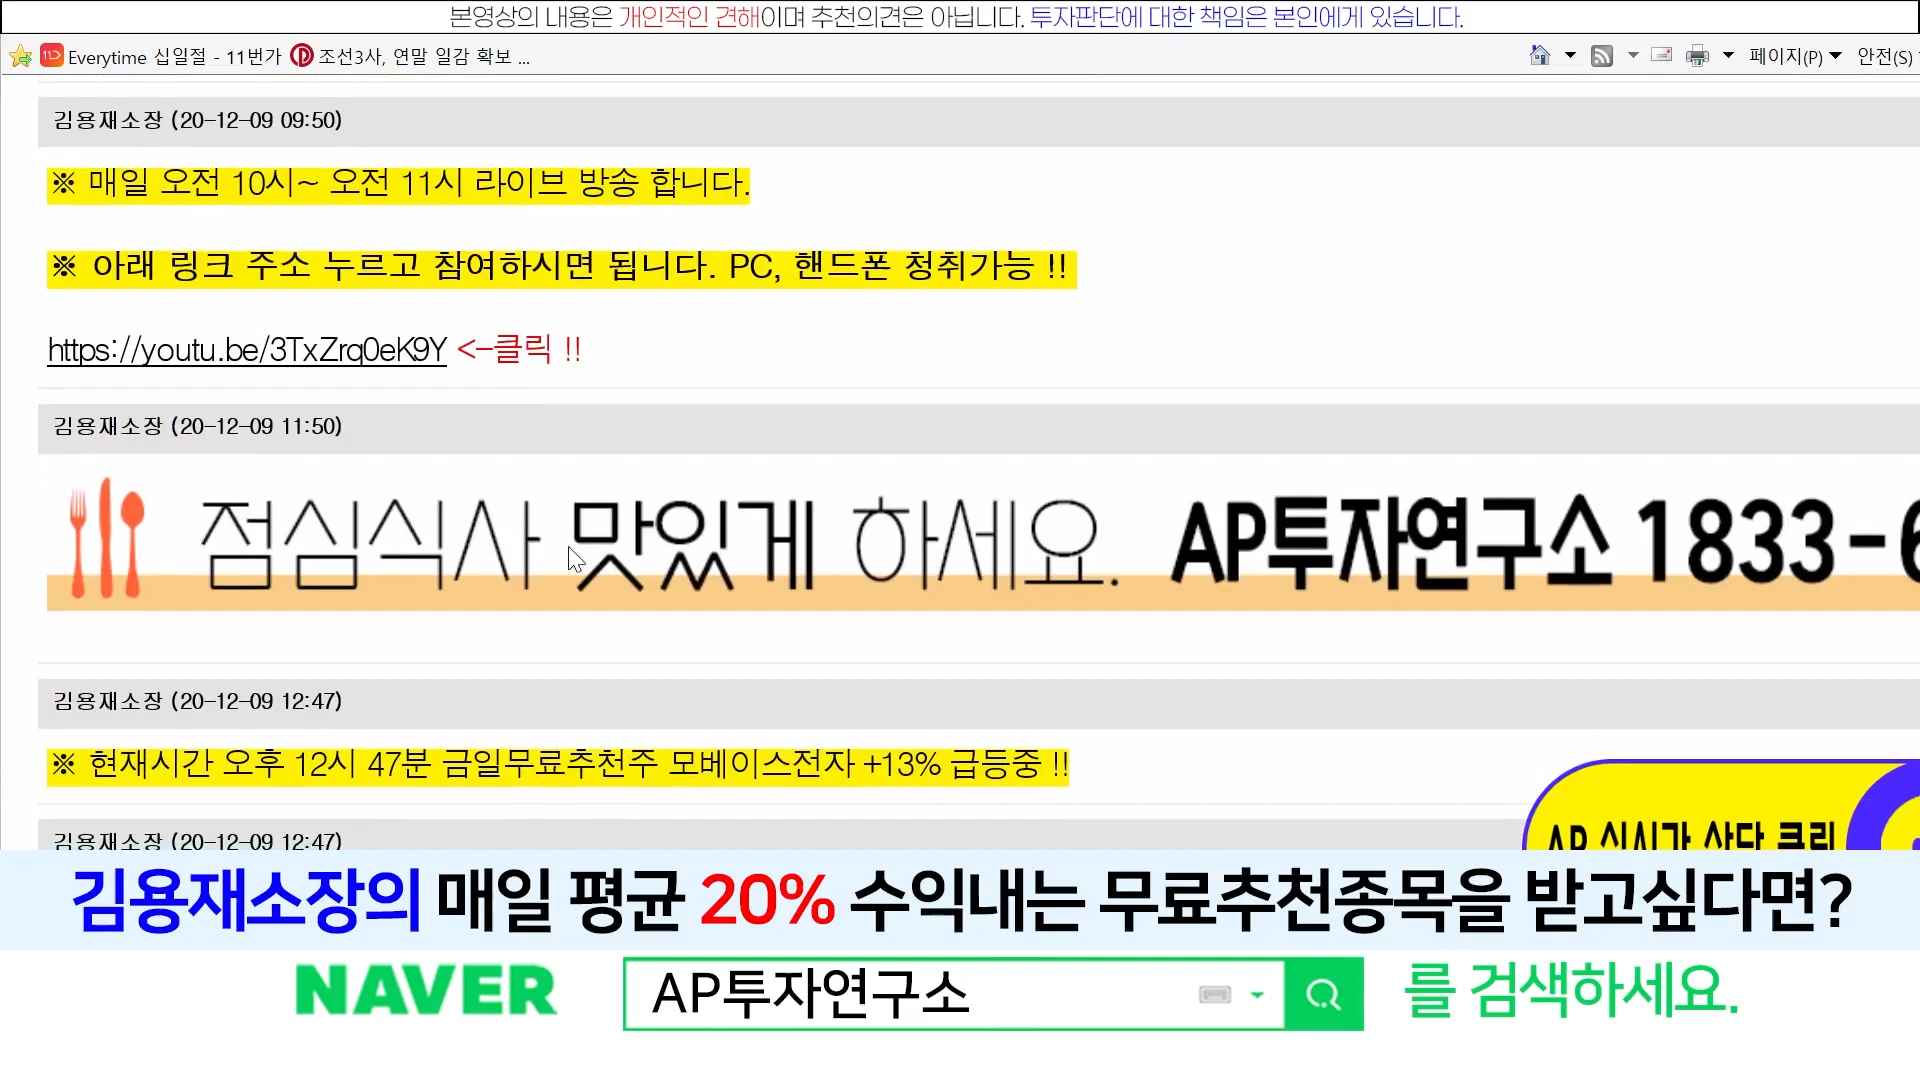 본영상의 내용은 개인적인 견해이며 추천의견은 아닙니다. 투자판단에 대한 책임은 본인에게 있습니다.
Everytime 십일절 - 11번가 조선3사, 연말 일감 확보 ... 페이지(P) 안전(S)
김용재소장 (20-12-09 09:50)
※ 매일 오전 10시~ 오전 11시 라이브 방송 합니다.
※ 아래 링크 주소 누르고 참여하시면 됩니다. PC, 핸드폰 청취가능 !!
https://youtu.be/3TxZrq0eK9Y <-클릭 !!
김용재소장 (20-12-09 11:50)
점심식사 맛있게 하세요. AP투자연구소 1833-6
김용재소장 (20-12-09 12:47)
※ 현재시간 오후 12시 47분 금일무료추천주 모베이스전자 +13% 급등중 !!
김용재소장 (20-12-09 12:47)
AP 실시간 상담 클릭
김용재소장의 매일 평균 20% 수익내는 무료추천종목을 받고싶다면?
NAVER AP투자연구소 를 검색하세요.